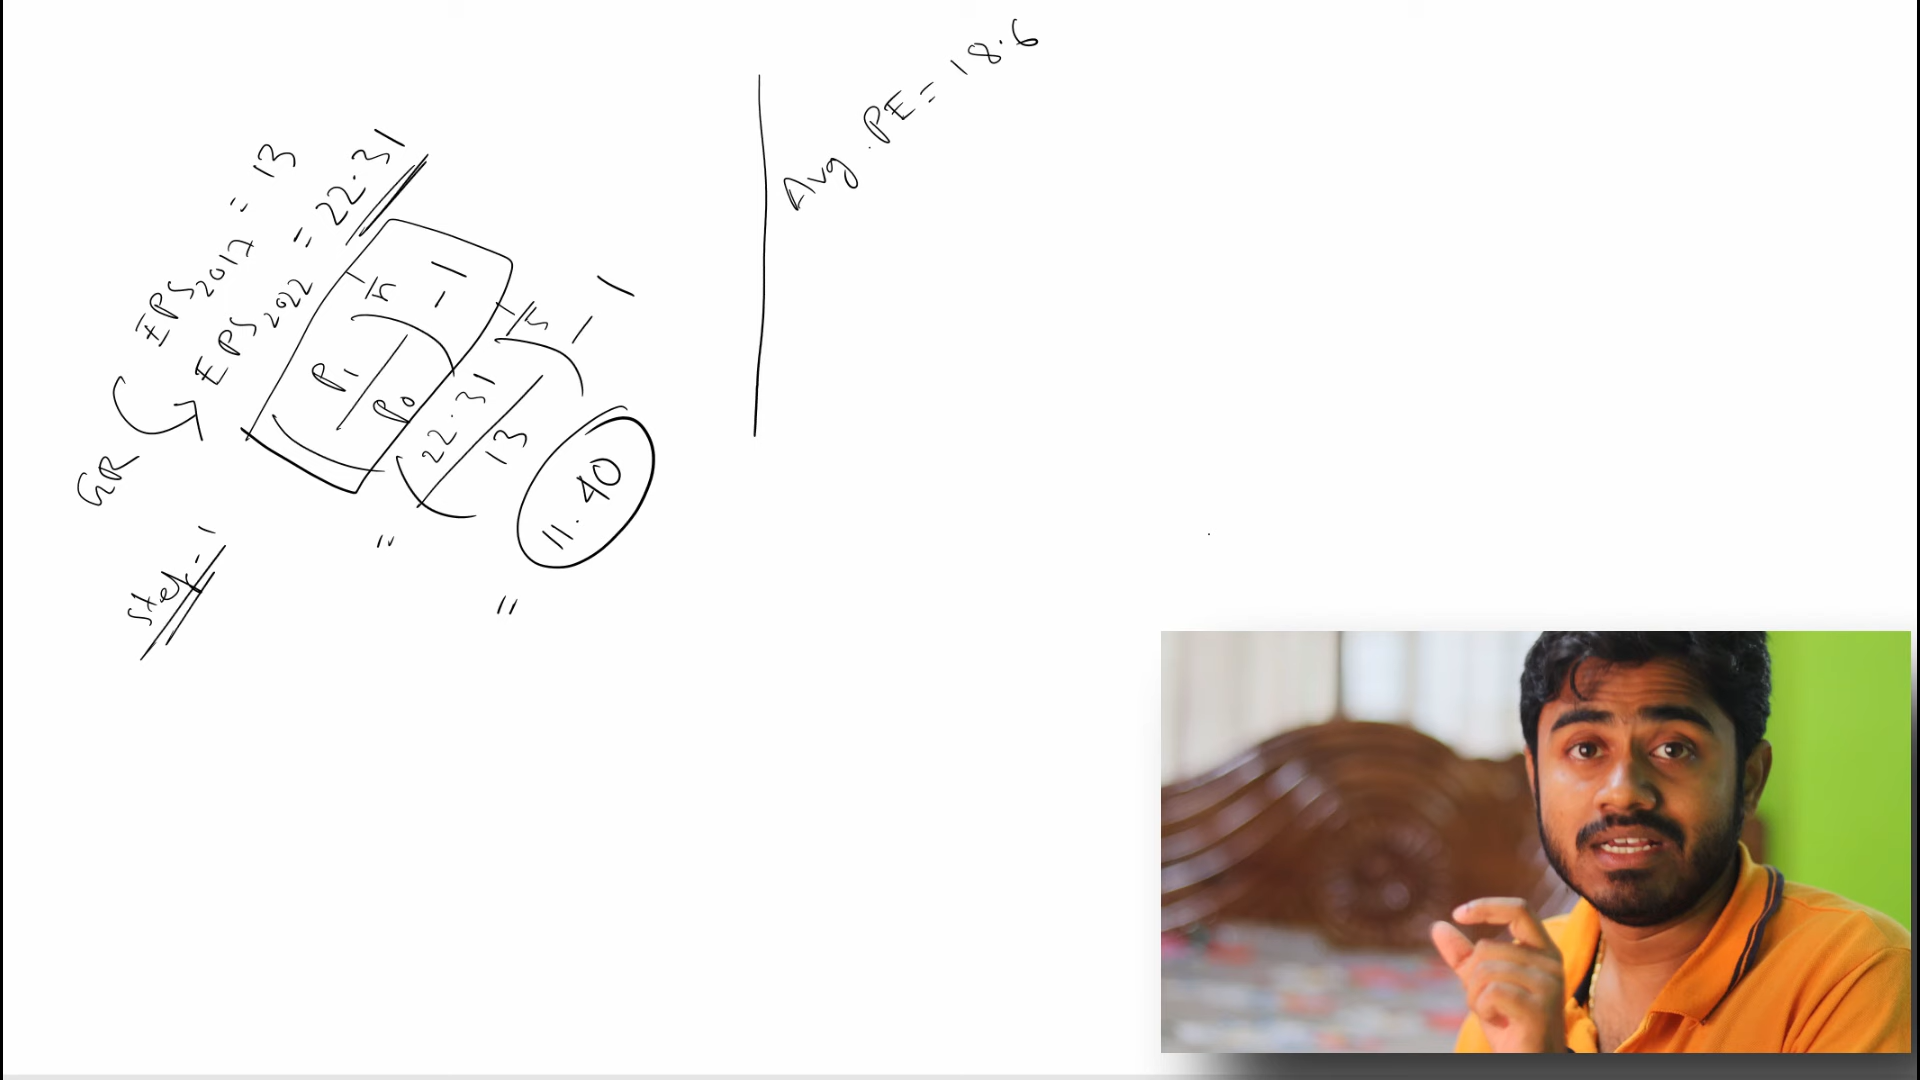 EPS2017 = 13
EPS2022 = 22.31
GR
Step-1
= (P1/P0)^1/5 - 1
(22.31/13)^1/5 - 1
= 11.40
Avg. PE = 18.6